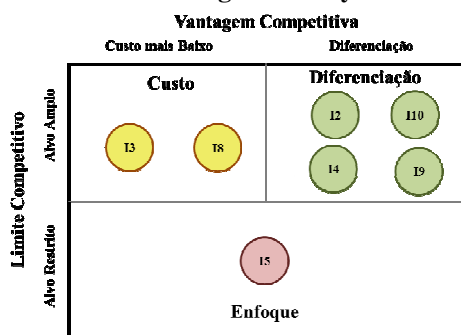 Vantagem Competitiva
Custo mais Baixo
Diferenciação
Limite Competitivo
Alvo Amplo
Custo
Diferenciação
I3
I8
I2
I10
I4
I9
Alvo Restrito
I5
Enfoque